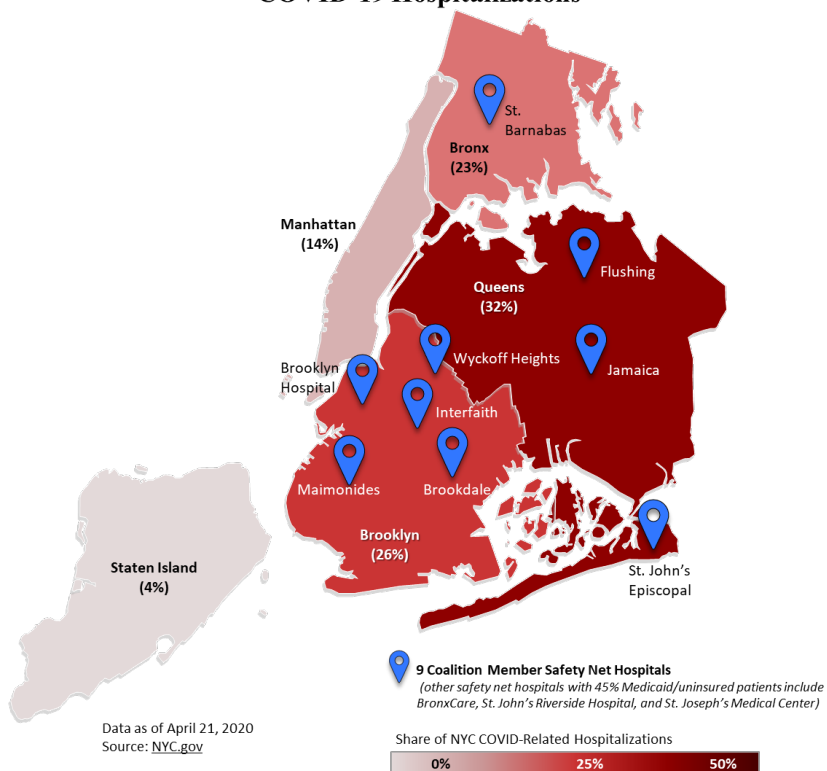 COVID-19 Hospitalizations
St.
Barnabas
Bronx
(23%)
Manhattan
(14%)
Flushing
Queens
(32%)
Wyckoff Heights
Jamaica
Brooklyn
Hospital
Interfaith
Maimonides
Brookdale
Brooklyn
(26%)
Staten Island
(4%)
St. John's
Episcopal
9 Coalition Member Safety Net Hospitals
(other safety net hospitals with 45% Medicaid/uninsured patients include
BronxCare, St. John's Riverside Hospital, and St. Joseph's Medical Center)
Data as of April 21, 2020
Source: NYC.gov
Share of NYC COVID-Related Hospitalizations
0% 25% 50%